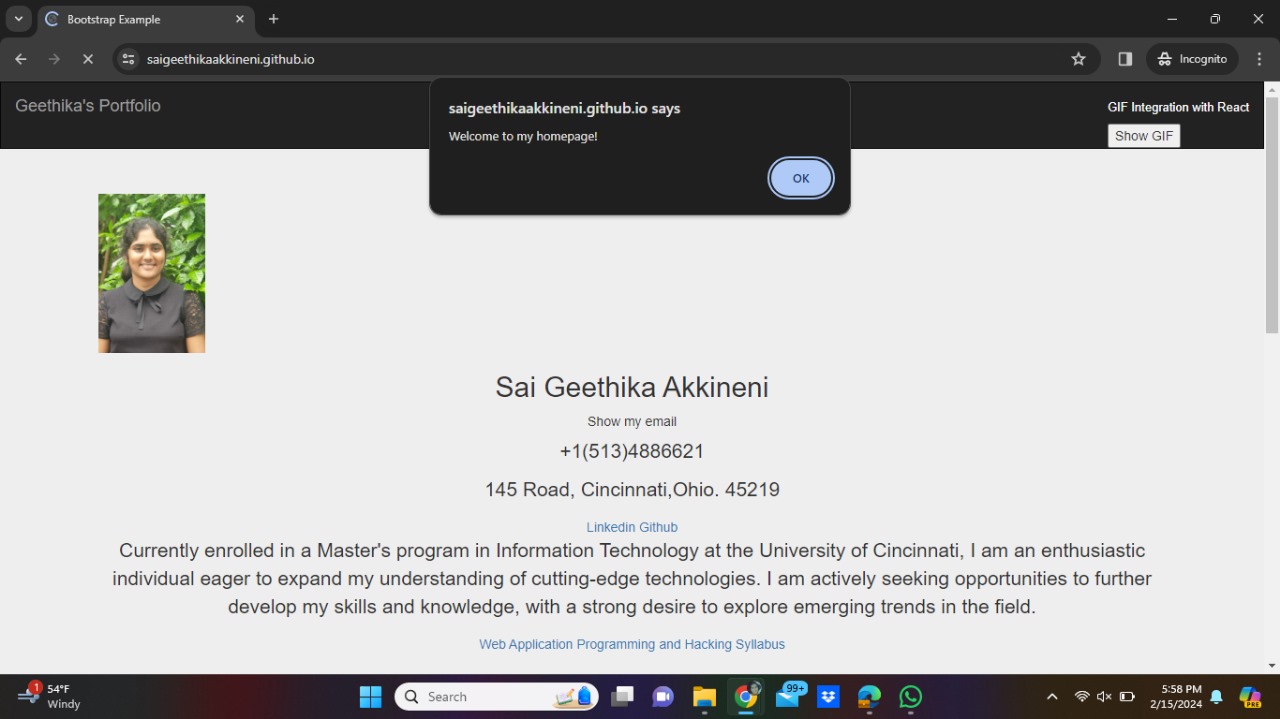 Bootstrap Example
saigeethikaakkineni.github.io
Incognito
Geethika's Portfolio
saigeethikaakkineni.github.io says
Welcome to my homepage!
OK
GIF Integration with React
Show GIF
Sai Geethika Akkineni
Show my email
+1(513)4886621
145 Road, Cincinnati,Ohio. 45219
Linkedin Github
Currently enrolled in a Master's program in Information Technology at the University of Cincinnati, I am an enthusiastic
individual eager to expand my understanding of cutting-edge technologies. I am actively seeking opportunities to further
develop my skills and knowledge, with a strong desire to explore emerging trends in the field.
Web Application Programming and Hacking Syllabus
1
54°F
Windy
Search
99+
5:58 PM
2/15/2024
PRE